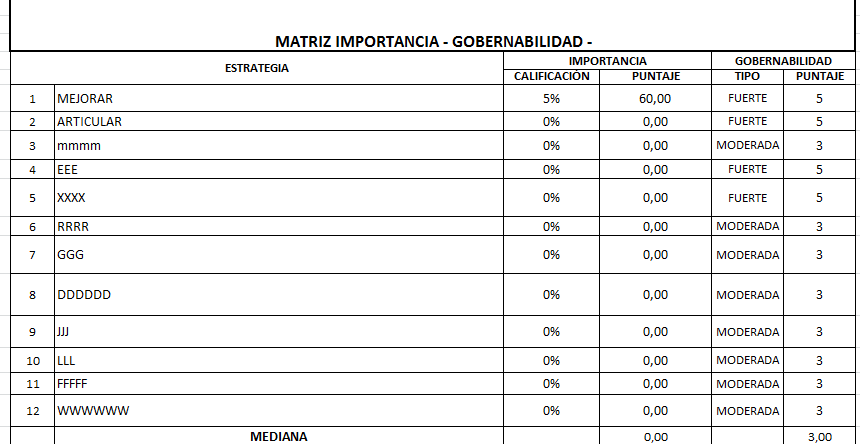 MATRIZ IMPORTANCIA - GOBERNABILIDAD -
ESTRATEGIA IMPORTANCIA GOBERNABILIDAD
CALIFICACIÓN PUNTAJE TIPO PUNTAJE
1 MEJORAR 5% 60,00 FUERTE 5
2 ARTICULAR 0% 0,00 FUERTE 5
3 mmmm 0% 0,00 MODERADA 3
4 EEE 0% 0,00 FUERTE 5
5 XXXX 0% 0,00 FUERTE 5
6 RRRR 0% 0,00 MODERADA 3
7 GGG 0% 0,00 MODERADA 3
8 DDDDDD 0% 0,00 MODERADA 3
9 JJJ 0% 0,00 MODERADA 3
10 LLL 0% 0,00 MODERADA 3
11 FFFFF 0% 0,00 MODERADA 3
12 WWWWWW 0% 0,00 MODERADA 3
MEDIANA 0,00 3,00